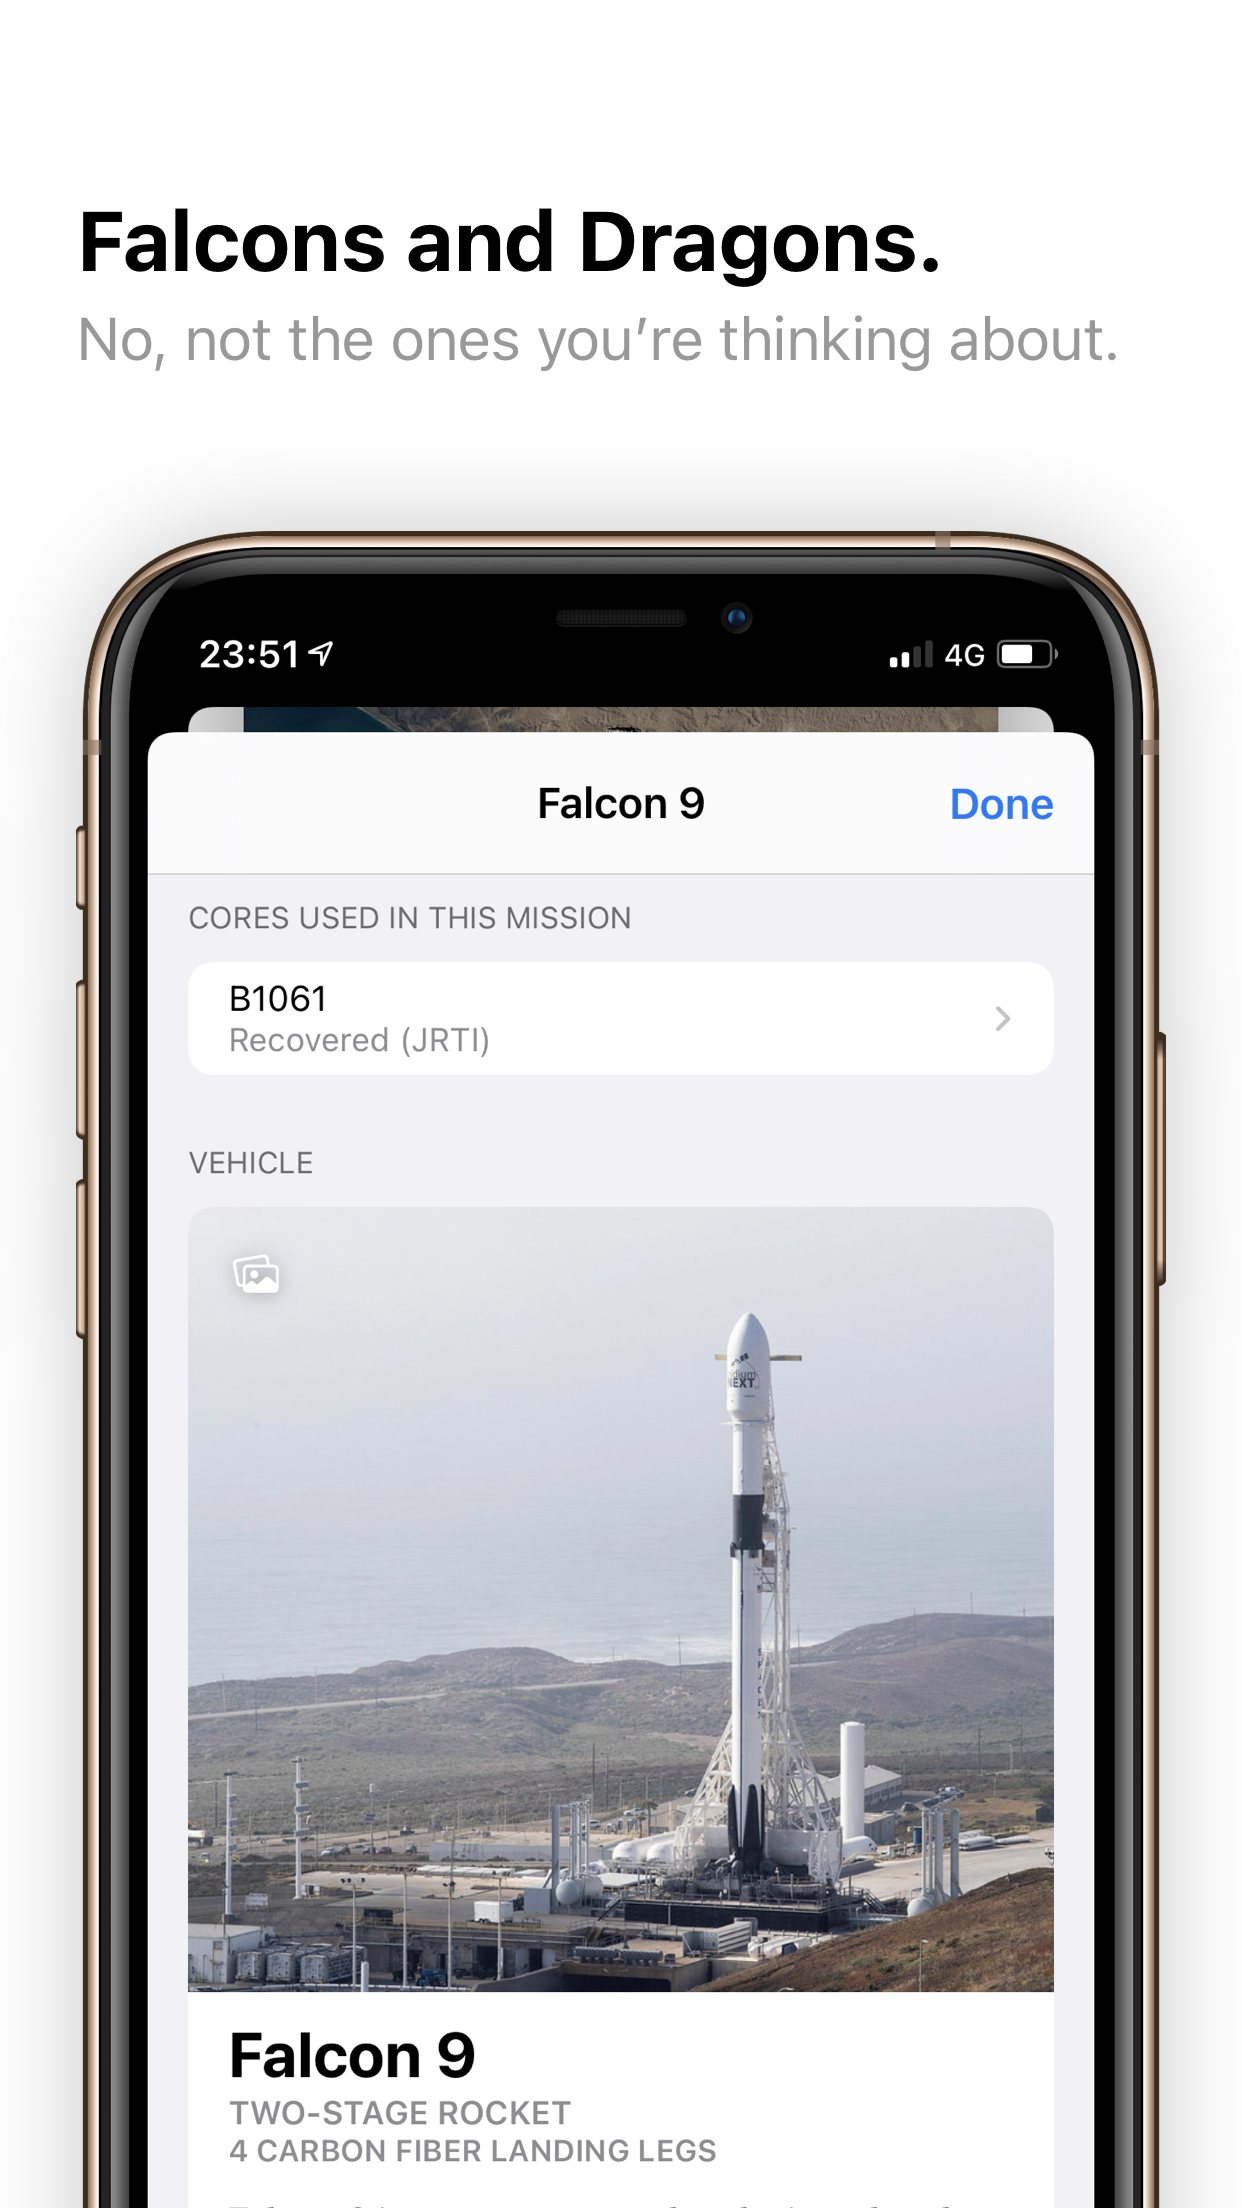 Falcons and Dragons.
No, not the ones you’re thinking about.
23:51
4G
Falcon 9
Done
CORES USED IN THIS MISSION
B1061
Recovered (JRTI)
VEHICLE
NEXT
Falcon 9
TWO-STAGE ROCKET
4 CARBON FIBER LANDING LEGS